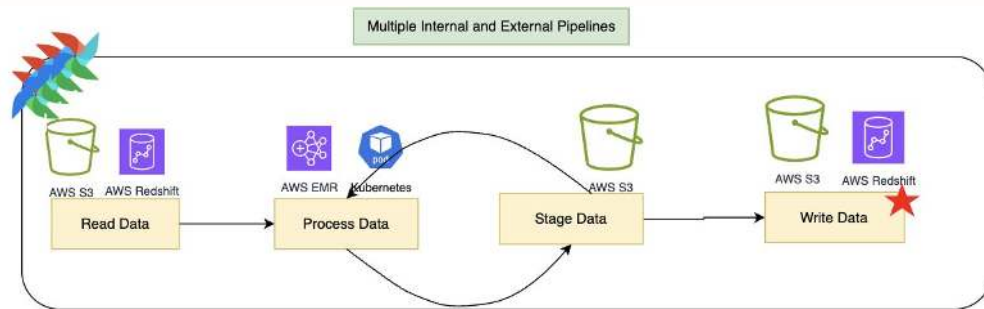 Multiple Internal and External Pipelines
AWS S3
AWS Redshift
AWS EMR
pod
Kubernetes
AWS S3
AWS S3
AWS Redshift
Read Data
Process Data
Stage Data
Write Data